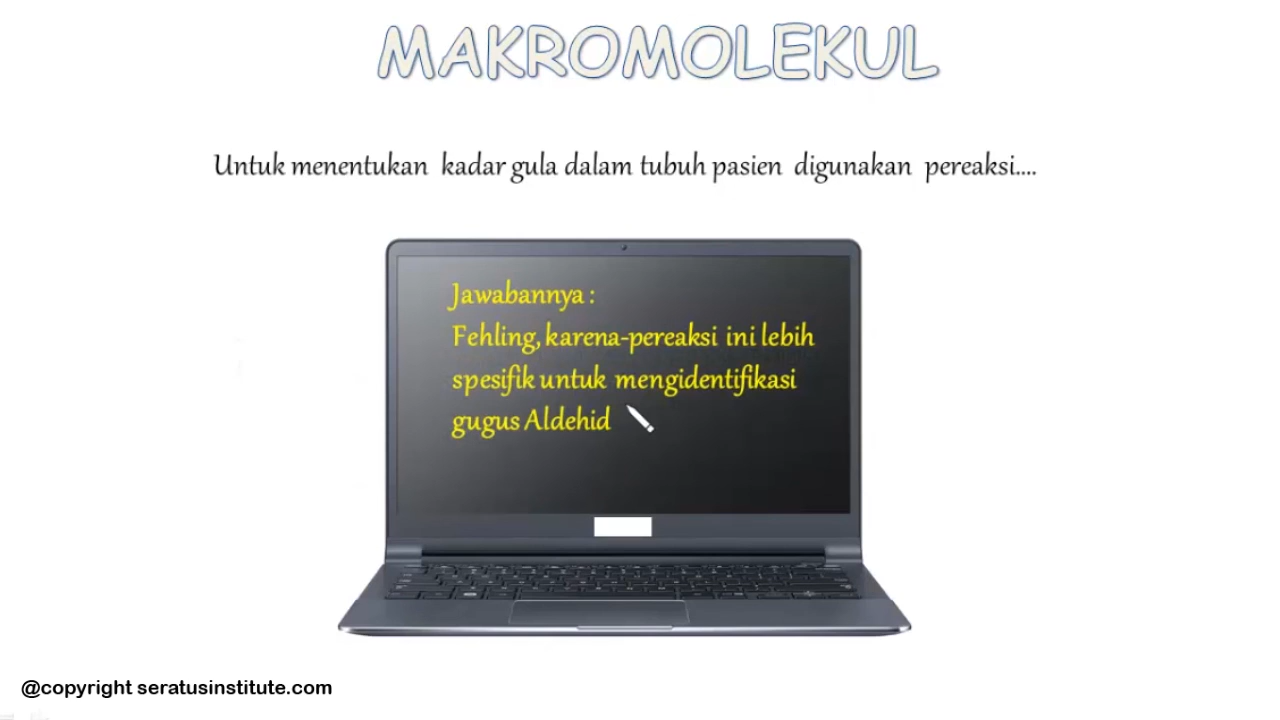 MAKROMOLEKUL
Untuk menentukan kadar gula dalam tubuh pasien digunakan pereaksi....
Jawabannya :
Fehling, karena-pereaksi ini lebih
spesifik untuk mengidentifikasi
gugus Aldehid
@copyright seratusinstitute.com